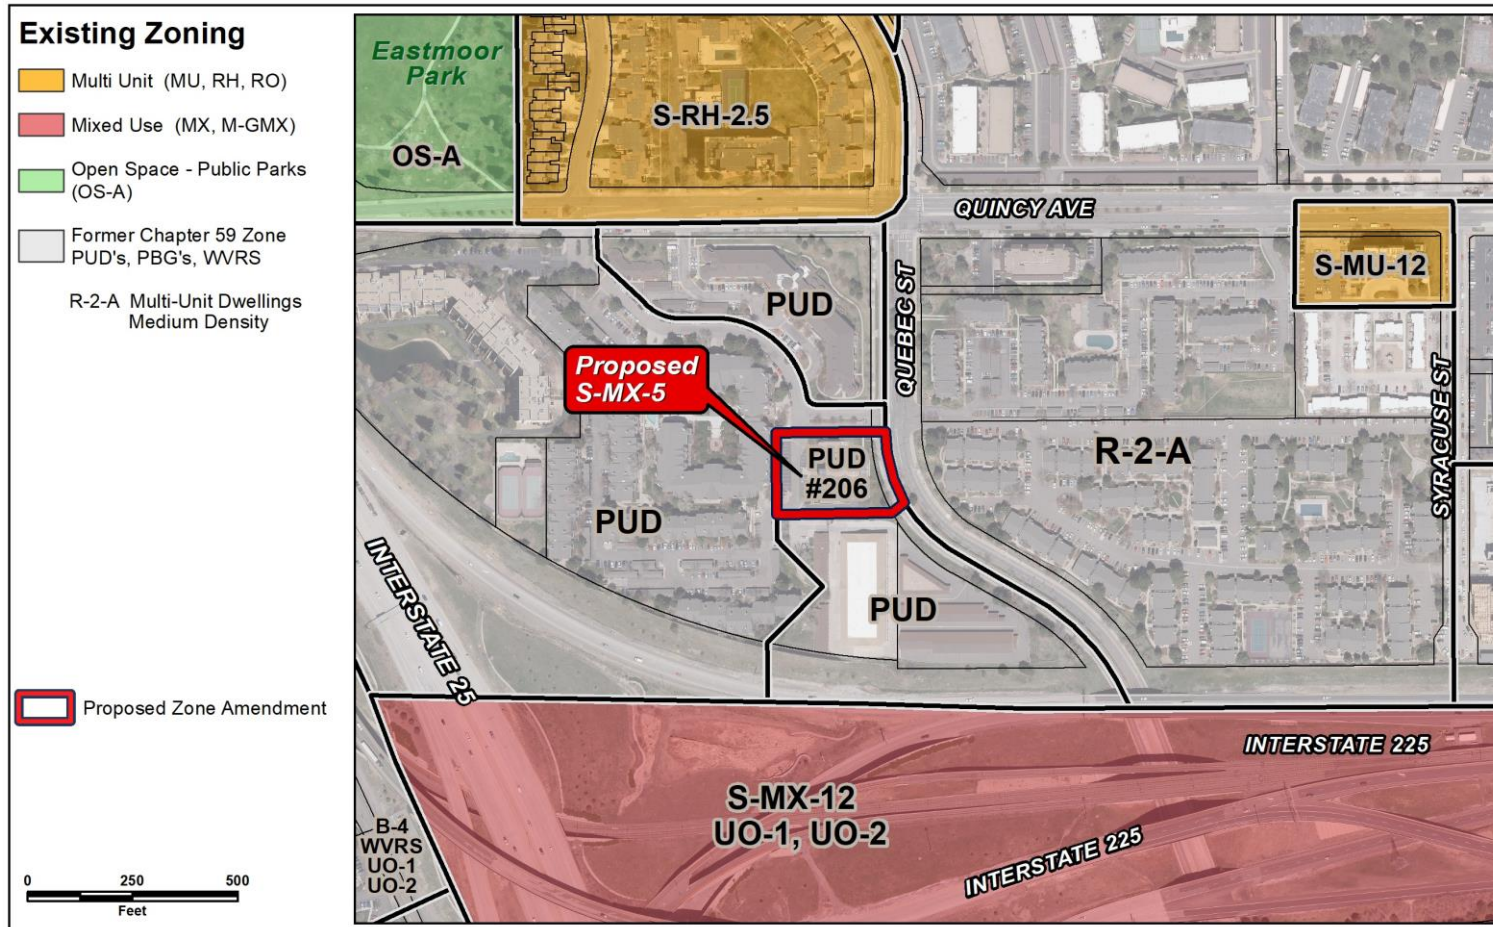 Existing Zoning
Multi Unit (MU, RH, RO)
Mixed Use (MX, M-GMX)
Open Space - Public Parks
(OS-A)
Former Chapter 59 Zone
PUD's, PBG's, WVRS
R-2-A Multi-Unit Dwellings
Medium Density
Proposed Zone Amendment
0 250 500
Feet
Eastmoor
Park
OS-A
S-RH-2.5
QUINCY AVE
S-MU-12
PUD
QUEBEC ST
Proposed
S-MX-5
SYRACUSE ST
PUD
#206
R-2-A
PUD
PUD
INTERSTATE 25
INTERSTATE 225
S-MX-12
UO-1, UO-2
INTERSTATE 225
B-4
WVRS
UO-1
UO-2